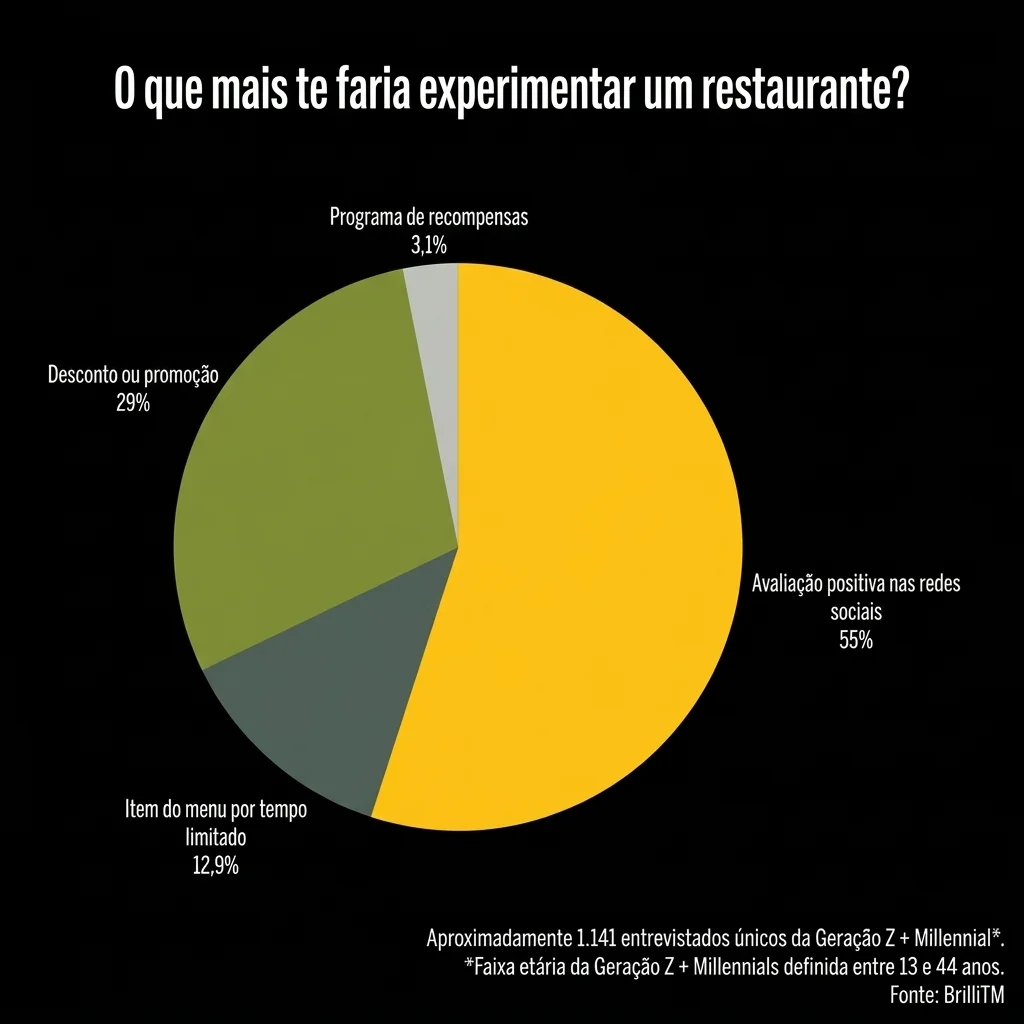 O que mais te faria experimentar um restaurante?
Programa de recompensas
3,1%
Desconto ou promoção
29%
Avaliação positiva nas redes
sociais
55%
Item do menu por tempo
limitado
12,9%
Aproximadamente 1.141 entrevistados únicos da Geração Z + Millennial*.
*Faixa etária da Geração Z + Millennials definida entre 13 e 44 anos.
Fonte: BrilliTM